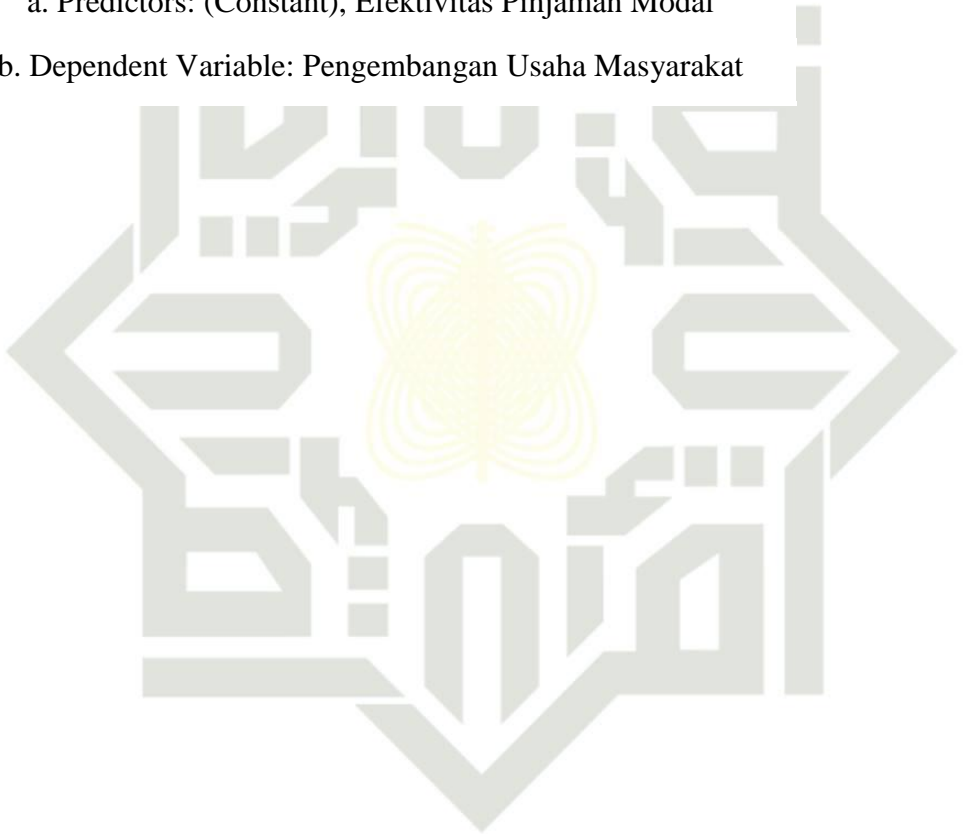 a. Predictors: (Constant), Efektivitas Pinjaman Modal
b. Dependent Variable: Pengembangan Usaha Masyarakat